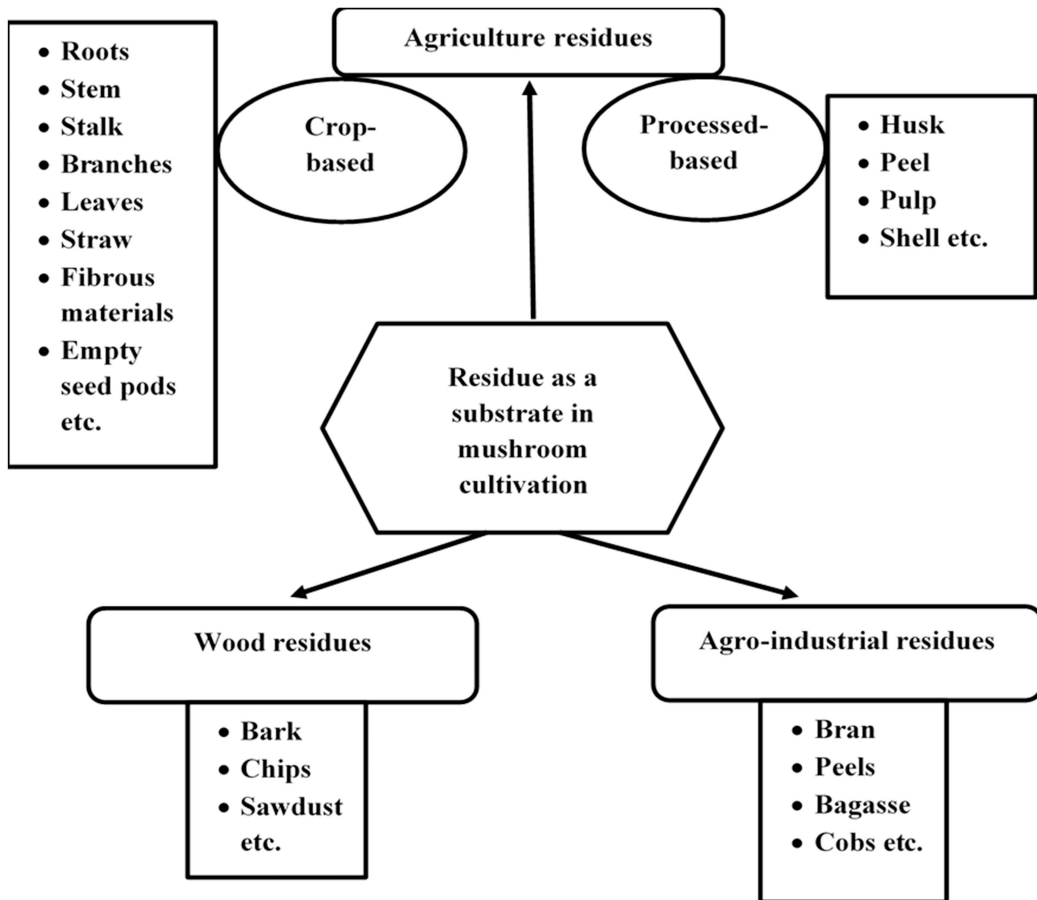 Agriculture residues
• Roots
• Stem
• Stalk
• Branches
• Leaves
• Straw
• Fibrous
materials
• Empty
seed pods
etc.
Crop-
based
Processed-
based
• Husk
• Peel
• Pulp
• Shell etc.
Residue as a
substrate in
mushroom
cultivation
Wood residues
• Bark
• Chips
• Sawdust
etc.
Agro-industrial residues
• Bran
• Peels
• Bagasse
• Cobs etc.